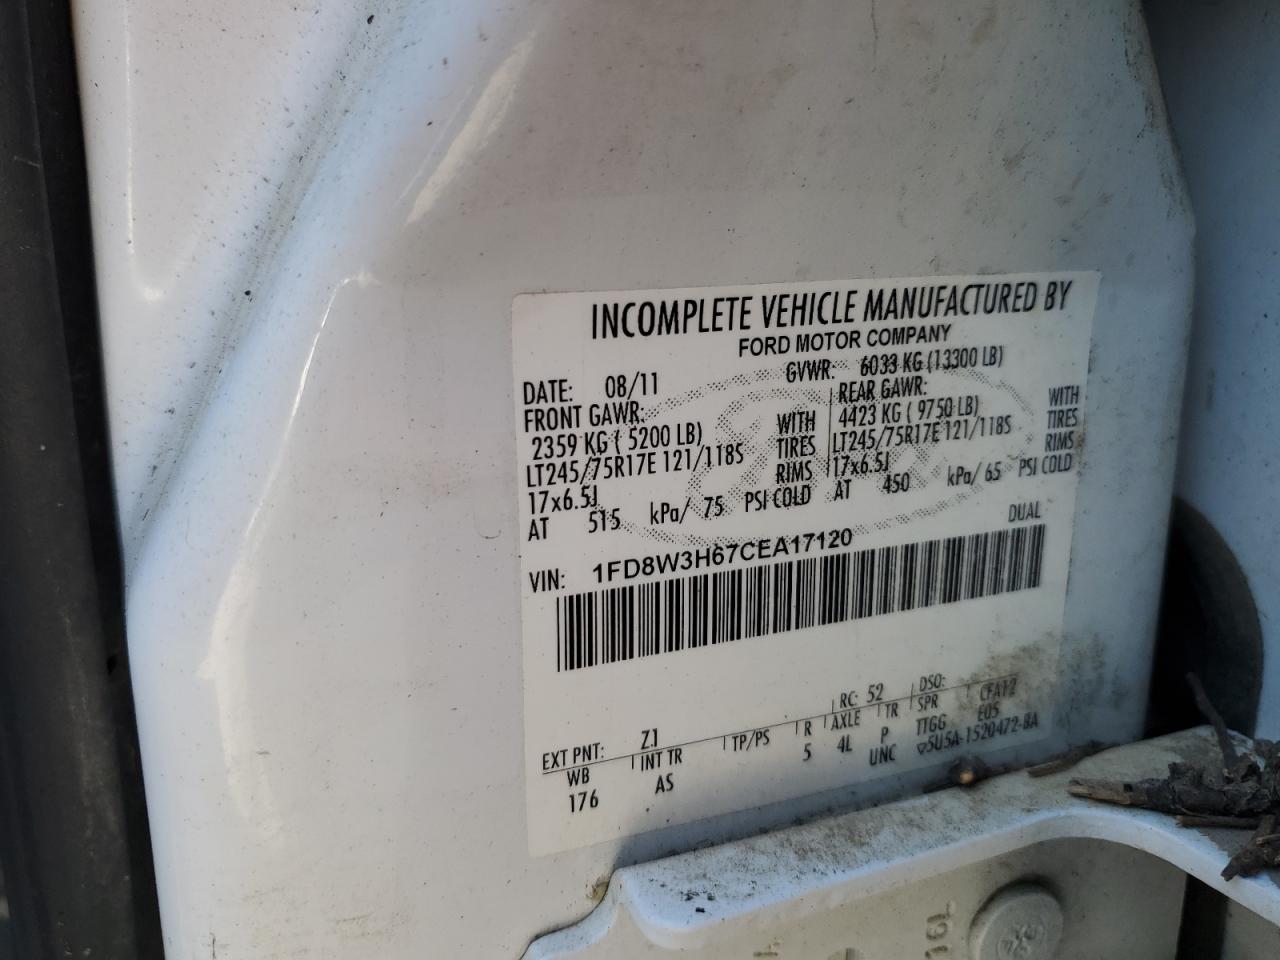 INCOMPLETE VEHICLE MANUFACTURED BY
FORD MOTOR COMPANY
DATE: 08/11 GVWR: 6033 KG (13300 LB)
FRONT GAWR: REAR GAWR:
2359 KG ( 5200 LB) WITH 4423 KG ( 9750 LB) WITH
LT245/75R17E 121/118S TIRES LT245/75R17E 121/118S TIRES
17x6.5J RIMS 17x6.5J RIMS
AT 515 kPa/ 75 PSI COLD AT 450 kPa/ 65 PSI COLD
VIN: 1FD8W3H67CEA17120 DUAL
EXT PNT: Z1 RC: 52 DSO:
WB INT TR TP/PS R AXLE TR SPR CFA12
176 AS 5 4L P TTGG E05
UNC ▽5U5A-1520472-BA
16L